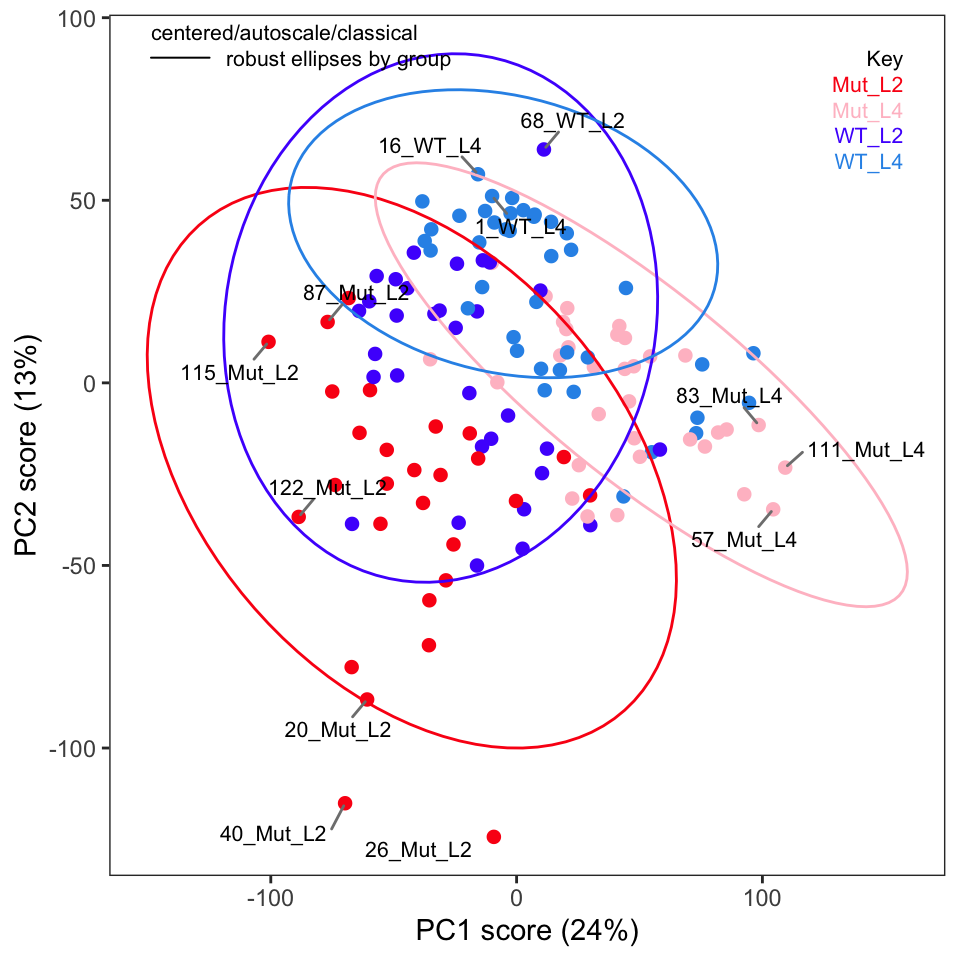 centered/autoscale/classical
robust ellipses by group
Key
Mut_L2
Mut_L4
WT_L2
WT_L4
100
50
0
-50
-100
PC2 score (13%)
68_WT_L2
16_WT_L4
1_WT_L4
87_Mut_L2
115_Mut_L2
83_Mut_L4
111_Mut_L4
122_Mut_L2
57_Mut_L4
20_Mut_L2
40_Mut_L2
26_Mut_L2
-100
0
100
PC1 score (24%)